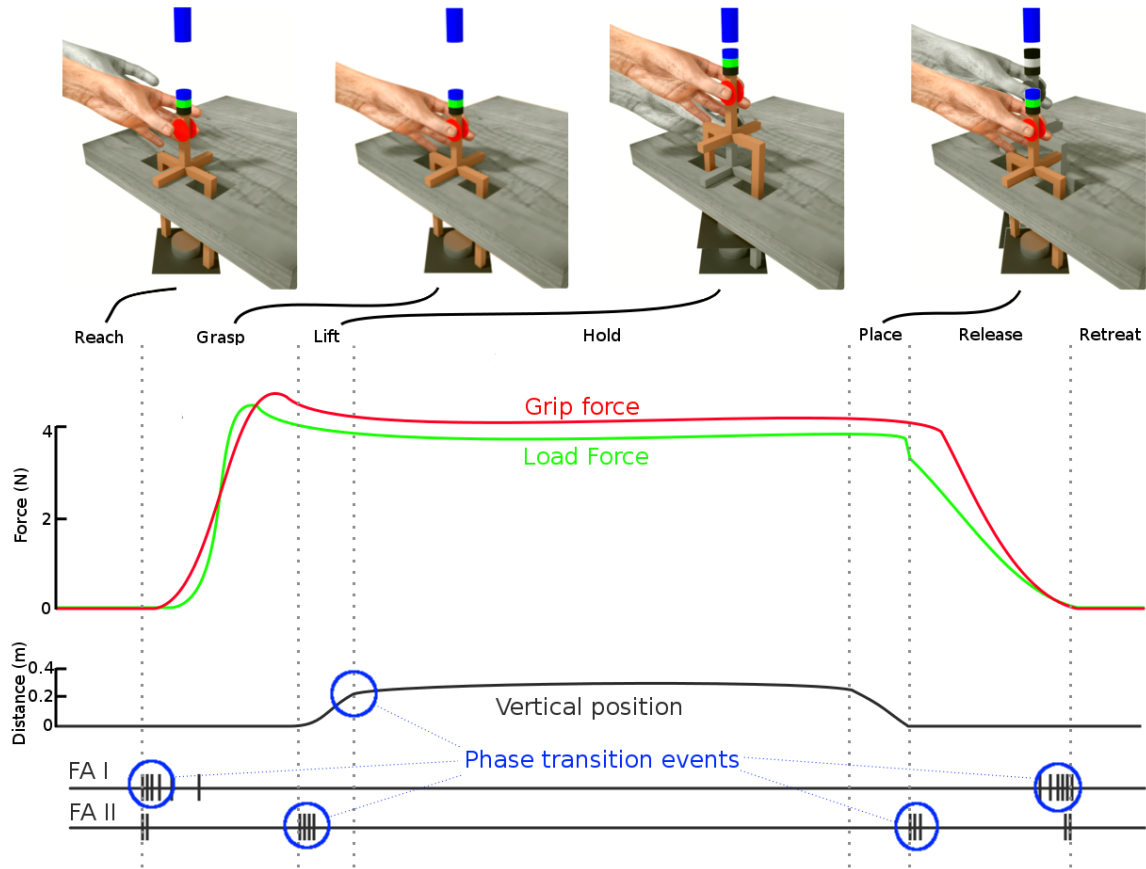 Reach Grasp Lift Hold Place Release Retreat
Grip force
4
Load Force
Force (N)
2
0
0.4
Distance (m)
0.2
Vertical position
0
Phase transition events
FA I
FA II